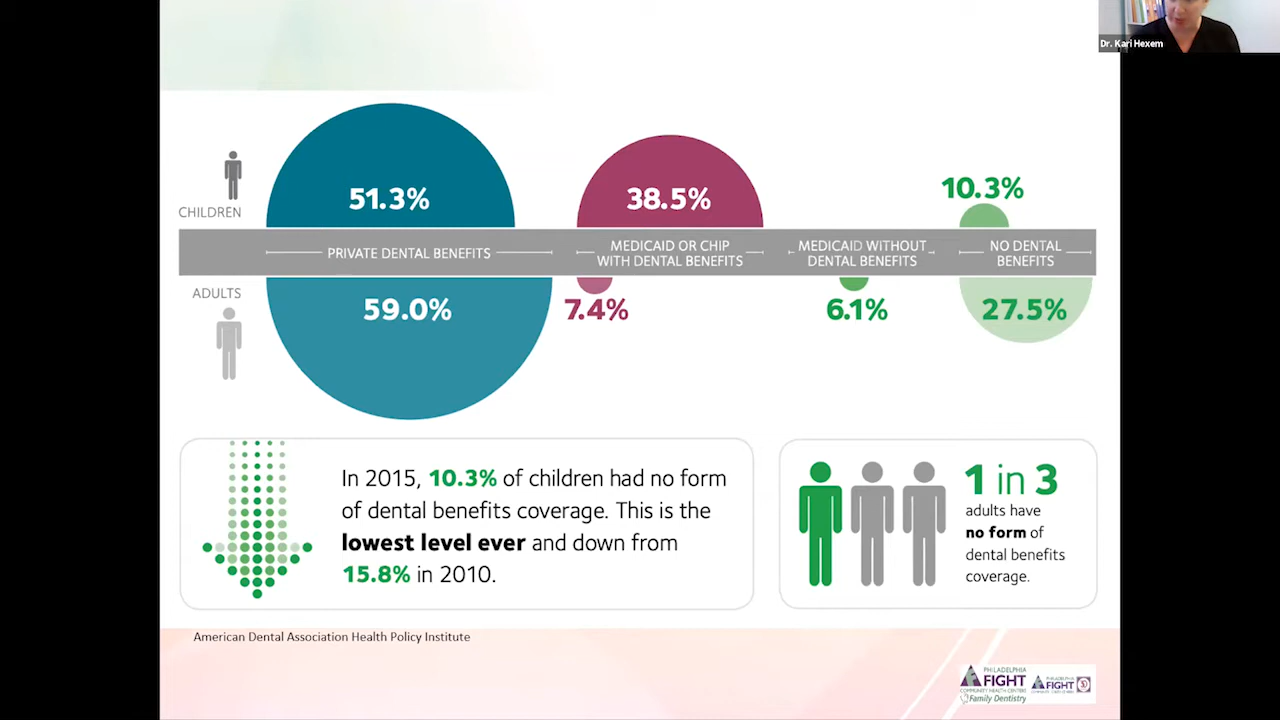 Dr. Kari Hexem
51.3%
38.5%
10.3%
CHILDREN
PRIVATE DENTAL BENEFITS
MEDICAID OR CHIP
WITH DENTAL BENEFITS
MEDICAID WITHOUT
DENTAL BENEFITS
NO DENTAL
BENEFITS
ADULTS
59.0%
7.4%
6.1%
27.5%
In 2015, 10.3% of children had no form
of dental benefits coverage. This is the
lowest level ever and down from
15.8% in 2010.
1 in 3
adults have
no form of
dental benefits
coverage.
American Dental Association Health Policy Institute
PHILADELPHIA
FIGHT
COMMUNITY HEALTH CENTERS
Family Dentistry
PHILADELPHIA
FIGHT